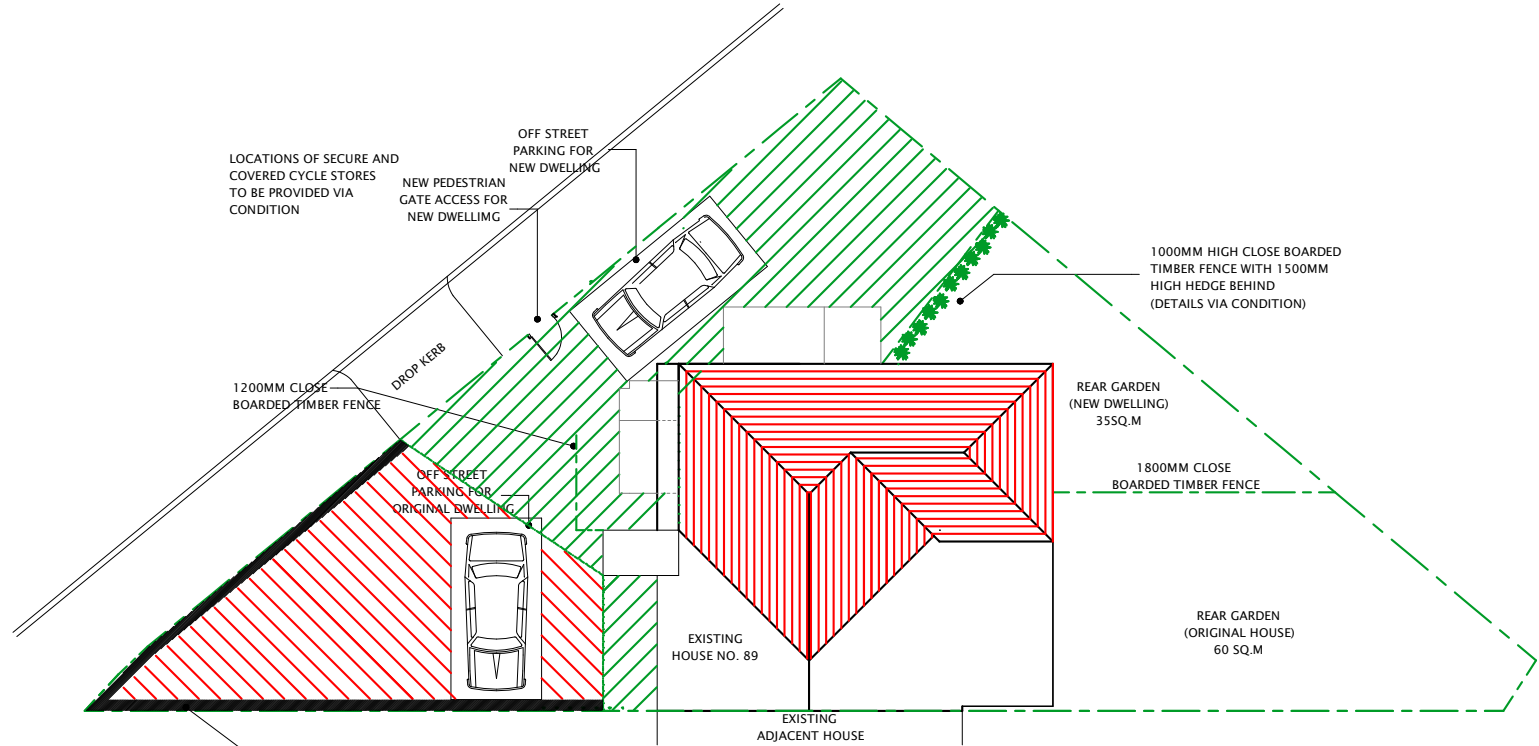 OFF STREET
PARKING FOR
NEW DWELLING
LOCATIONS OF SECURE AND
COVERED CYCLE STORES
TO BE PROVIDED VIA
CONDITION
NEW PEDESTRIAN
GATE ACCESS FOR
NEW DWELLIMG
1000MM HIGH CLOSE BOARDED
TIMBER FENCE WITH 1500MM
HIGH HEDGE BEHIND
(DETAILS VIA CONDITION)
DROP KERB
1200MM CLOSE
BOARDED TIMBER FENCE
REAR GARDEN
(NEW DWELLING)
35SQ.M
1800MM CLOSE
BOARDED TIMBER FENCE
OFF STREET
PARKING FOR
ORIGINAL DWELLING
REAR GARDEN
(ORIGINAL HOUSE)
60 SQ.M
EXISTING
HOUSE NO. 89
EXISTING
ADJACENT HOUSE